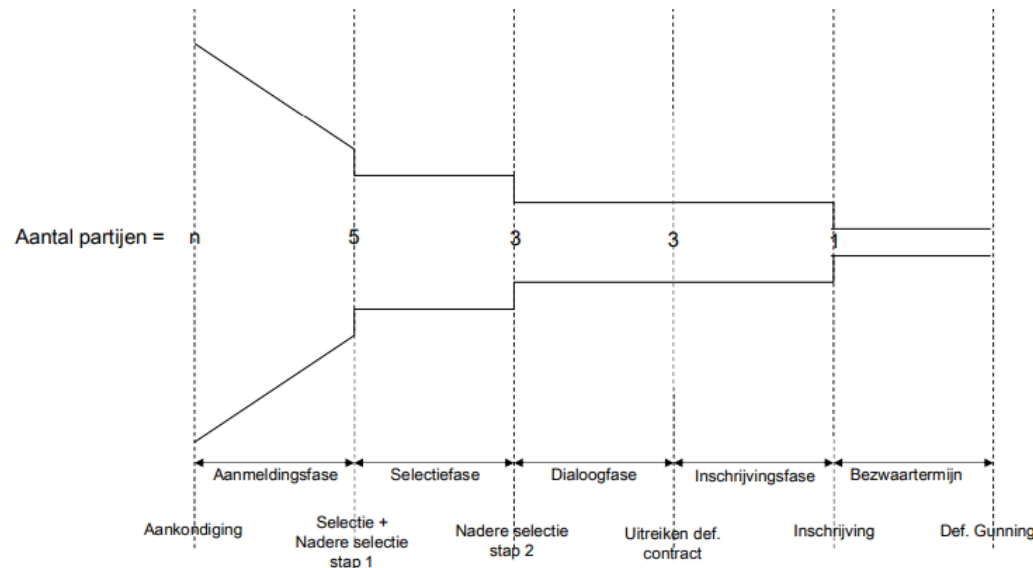 Aantal partijen = n 5 3 3 1
Aanmeldingsfase Selectiefase Dialoogfase Inschrijvingsfase Bezwaartermijn
Aankondiging
Selectie +
Nadere selectie
stap 1
Nadere selectie
stap 2
Uitreiken def.
contract
Inschrijving
Def. Gunning